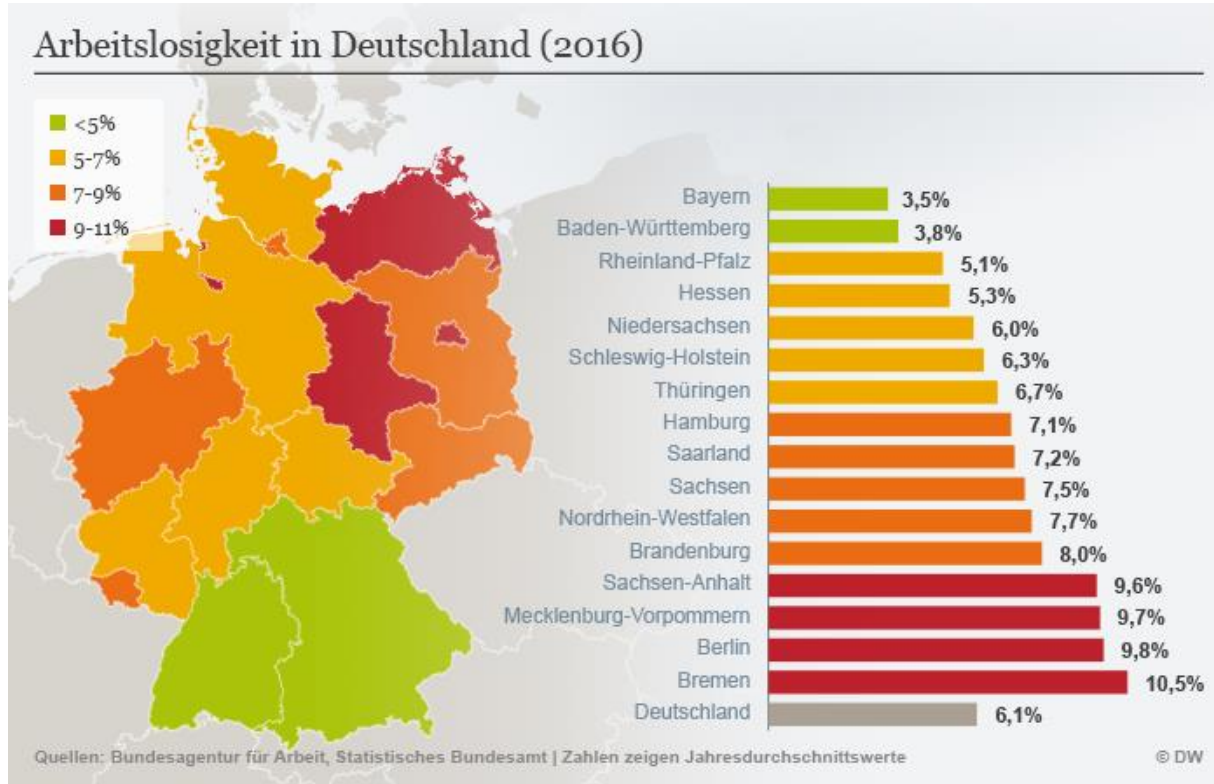 Arbeitslosigkeit in Deutschland (2016)
<5%
5-7%
7-9%
9-11%
Bayern 3,5%
Baden-Württemberg 3,8%
Rheinland-Pfalz 5,1%
Hessen 5,3%
Niedersachsen 6,0%
Schleswig-Holstein 6,3%
Thüringen 6,7%
Hamburg 7,1%
Saarland 7,2%
Sachsen 7,5%
Nordrhein-Westfalen 7,7%
Brandenburg 8,0%
Sachsen-Anhalt 9,6%
Mecklenburg-Vorpommern 9,7%
Berlin 9,8%
Bremen 10,5%
Deutschland 6,1%
Quellen: Bundesagentur für Arbeit, Statistisches Bundesamt | Zahlen zeigen Jahresdurchschnittswerte © DW